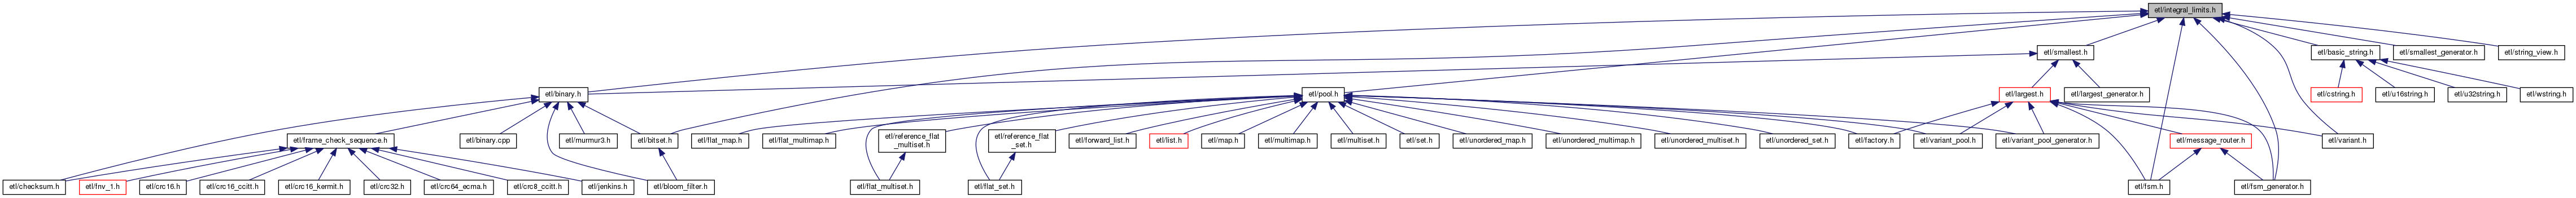 etl/integral_limits.h
etl/smallest.h
etl/basic_string.h
etl/smallest_generator.h
etl/string_view.h
etl/binary.h
etl/pool.h
etl/largest.h
etl/largest_generator.h
etl/cstring.h
etl/u16string.h
etl/u32string.h
etl/wstring.h
etl/frame_check_sequence.h
etl/binary.cpp
etl/murmur3.h
etl/bitset.h
etl/flat_map.h
etl/flat_multimap.h
etl/reference_flat
_multiset.h
etl/reference_flat
_set.h
etl/forward_list.h
etl/list.h
etl/map.h
etl/multimap.h
etl/multiset.h
etl/set.h
etl/unordered_map.h
etl/unordered_multimap.h
etl/unordered_multiset.h
etl/unordered_set.h
etl/factory.h
etl/variant_pool.h
etl/variant_pool_generator.h
etl/message_router.h
etl/variant.h
etl/checksum.h
etl/fnv_1.h
etl/crc16.h
etl/crc16_ccitt.h
etl/crc16_kermit.h
etl/crc32.h
etl/crc64_ecma.h
etl/crc8_ccitt.h
etl/jenkins.h
etl/bloom_filter.h
etl/flat_multiset.h
etl/flat_set.h
etl/fsm.h
etl/fsm_generator.h